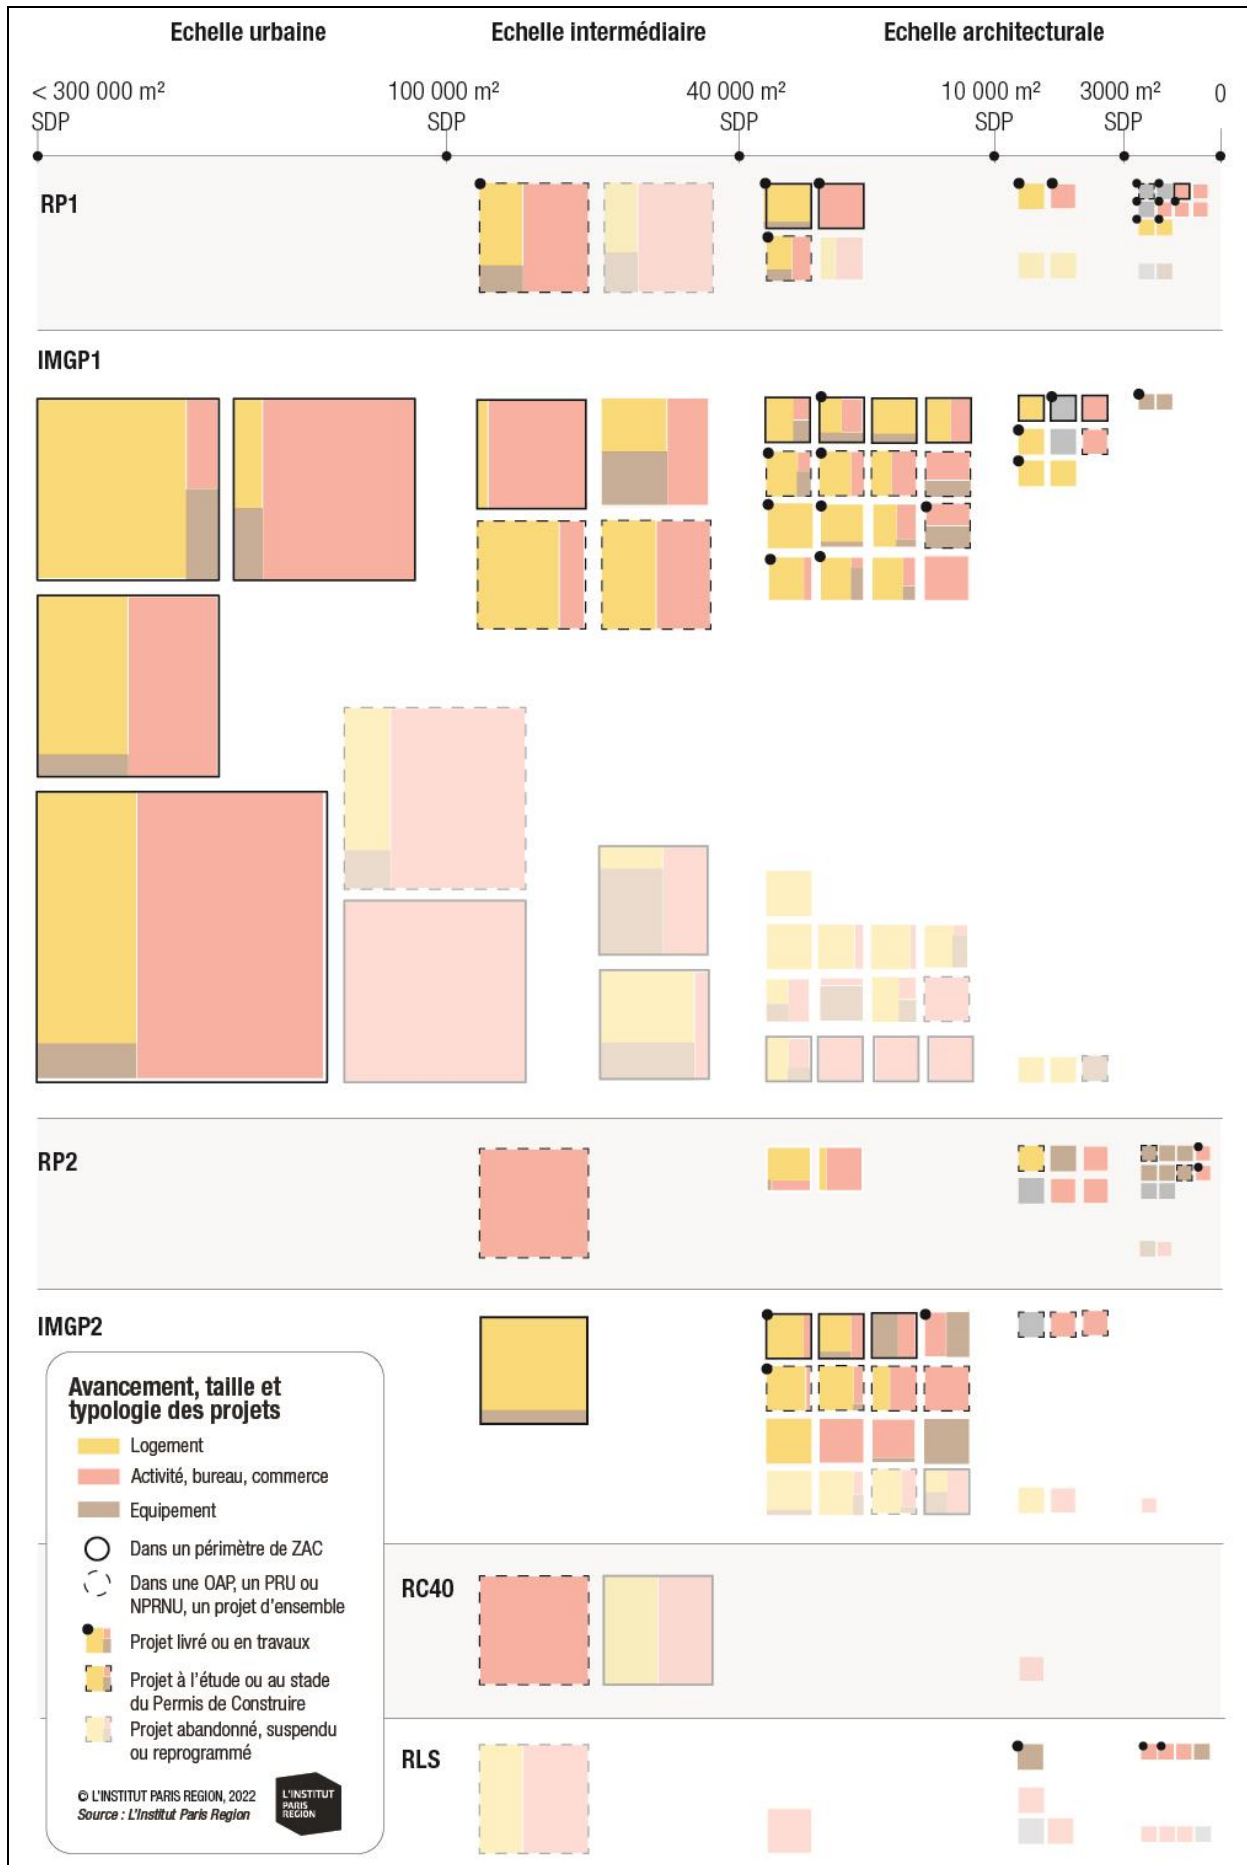 Echelle urbaine
Echelle intermédiaire
Echelle architecturale
< 300 000 m²
SDP
100 000 m²
SDP
40 000 m²
SDP
10 000 m²
SDP
3000 m²
SDP
0
RP1
IMGP1
RP2
IMGP2
Avancement, taille et
typologie des projets
Logement
Activité, bureau, commerce
Equipement
Dans un périmètre de ZAC
Dans une OAP, un PRU ou
NPRNU, un projet d'ensemble
Projet livré ou en travaux
Projet à l'étude ou au stade
du Permis de Construire
Projet abandonné, suspendu
ou reprogrammé
© L'INSTITUT PARIS REGION, 2022
Source : L'Institut Paris Region
L'INSTITUT
PARIS
REGION
RC40
RLS